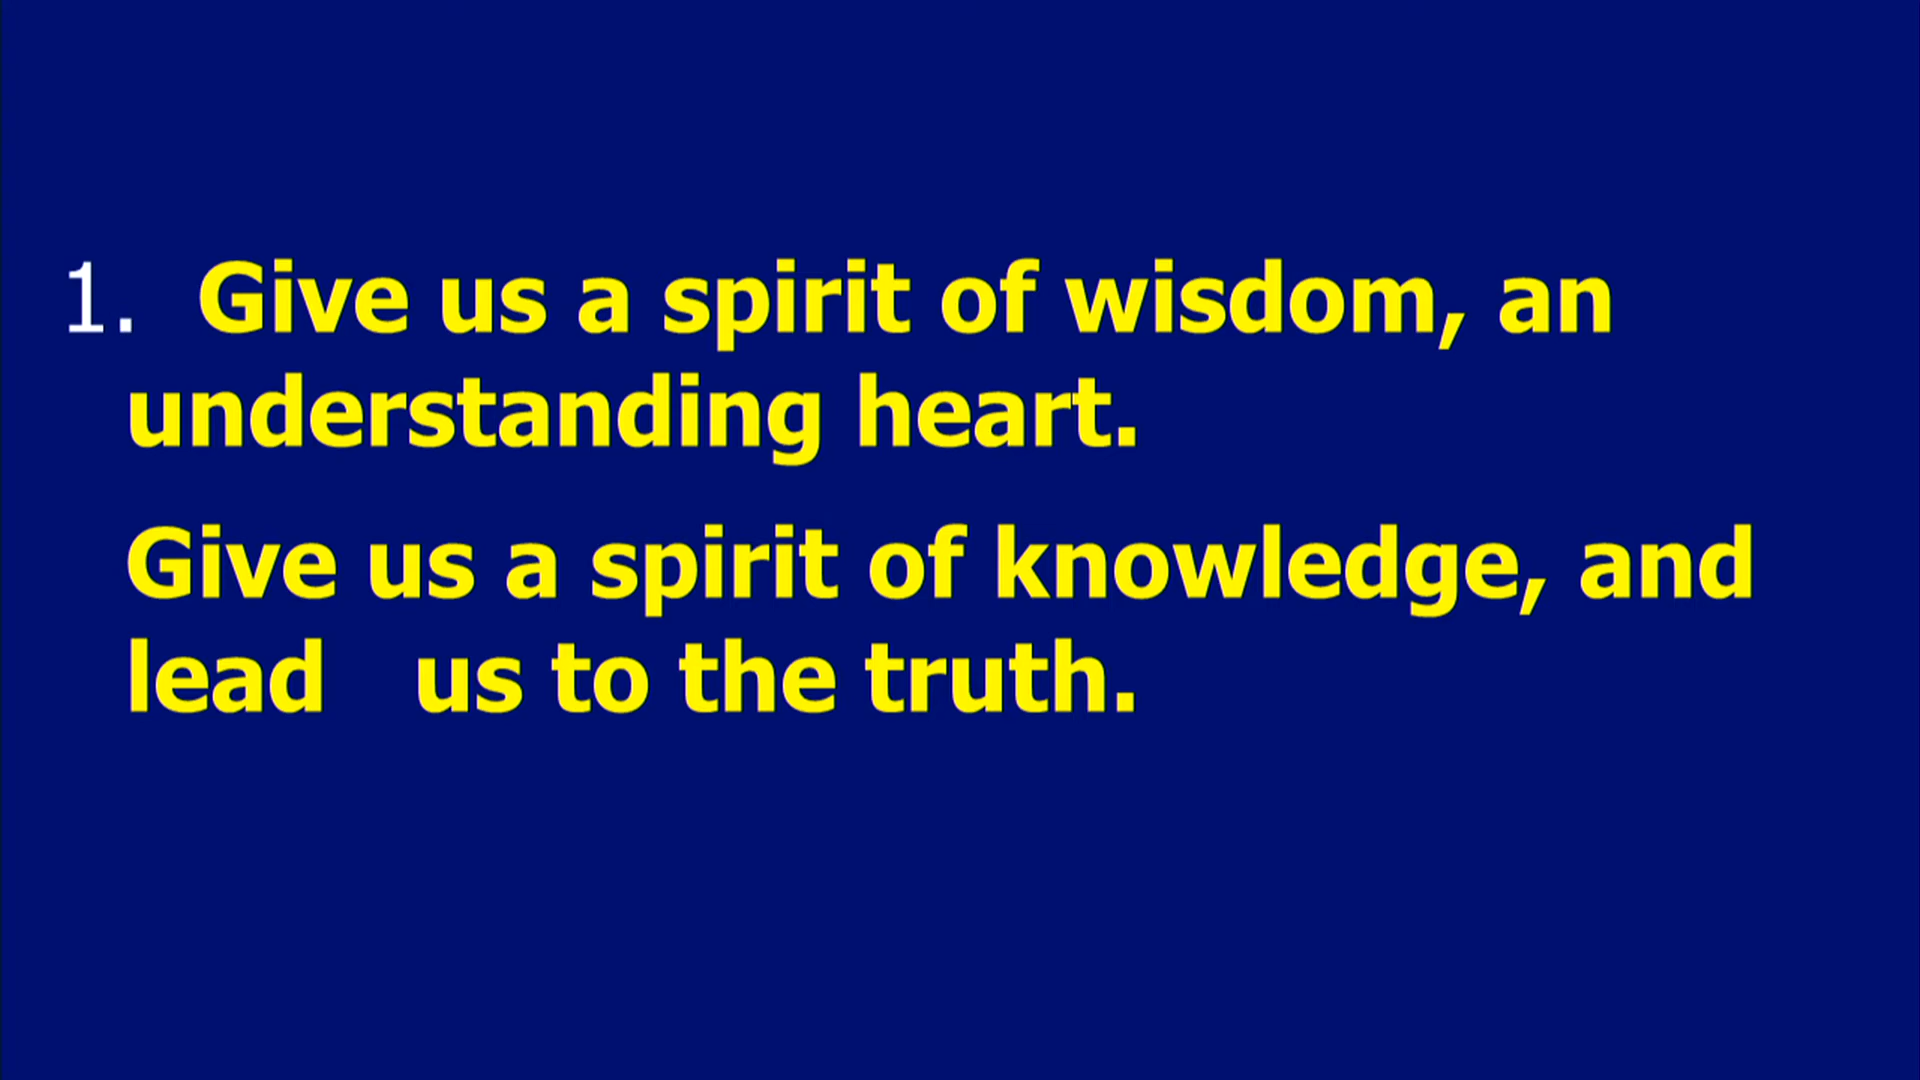 1. Give us a spirit of wisdom, an
understanding heart.
Give us a spirit of knowledge, and
lead us to the truth.